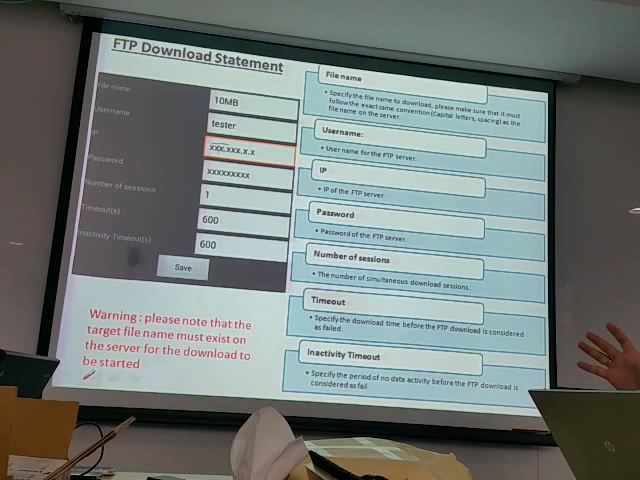 FTP Download Statement
File name
10MB
Username
tester
IP
xxx.xxx.x.x
Password
xxxxxxxxx
Number of sessions
1
Timeout(s)
600
Inactivity Timeout(s)
600
Save
Warning : please note that the
target file name must exist on
the server for the download to
be started
File name
• Specify the file name to download, please make sure that it must
follow the exact same convention (Capital letters, spacing) as the
file name on the server.
Username:
• User name for the FTP server.
IP
• IP of the FTP server.
Password
• Password of the FTP server.
Number of sessions
• The number of simultaneous download sessions.
Timeout
• Specify the download time before the FTP download is considered
as failed.
Inactivity Timeout
• Specify the period of no data activity before the FTP download is
considered as fail
hp